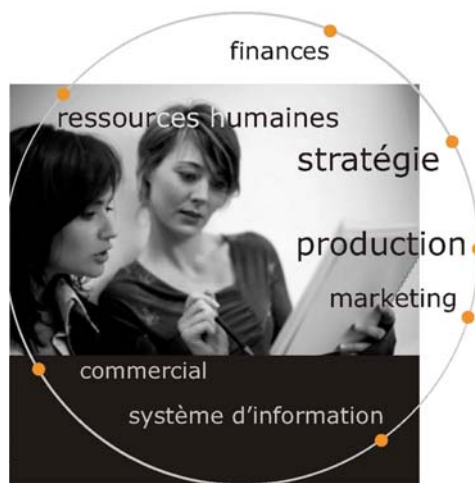 finances
ressources humaines
stratégie
production
marketing
commercial
système d'information